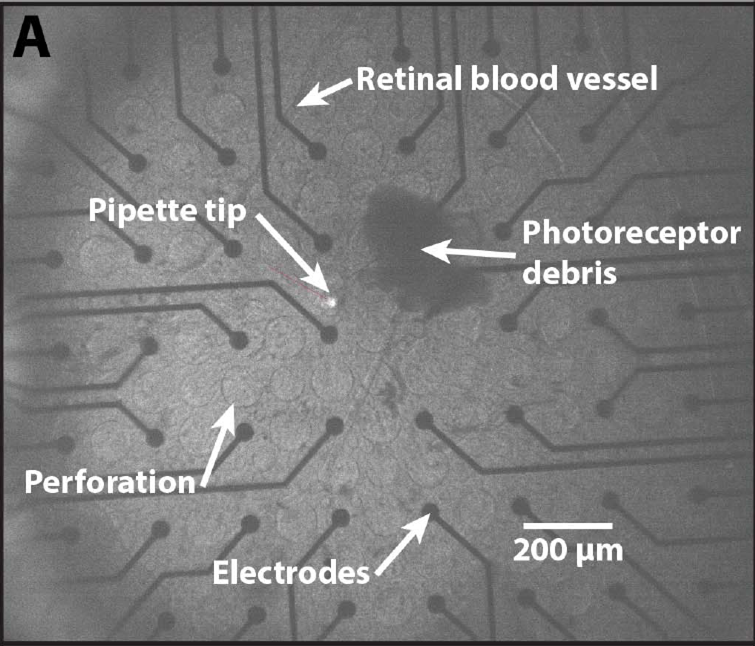 A
Retinal blood vessel
Pipette tip
Photoreceptor
debris
Perforation
200 µm
Electrodes